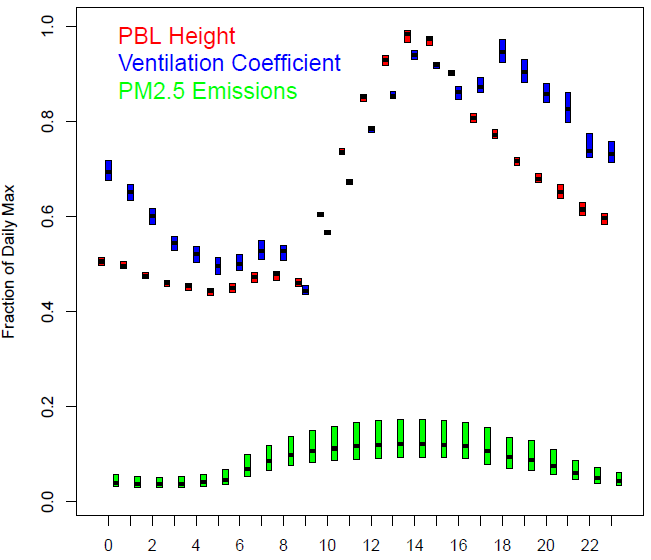 PBL Height
Ventilation Coefficient
PM2.5 Emissions
Fraction of Daily Max
1.0
0.8
0.6
0.4
0.2
0.0
0 2 4 6 8 10 12 14 16 18 20 22